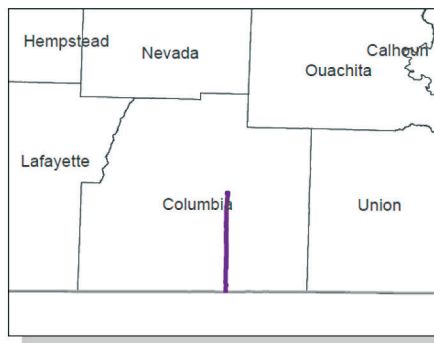 Hempstead
Nevada
Calhoun
Ouachita
Lafayette
Columbia
Union